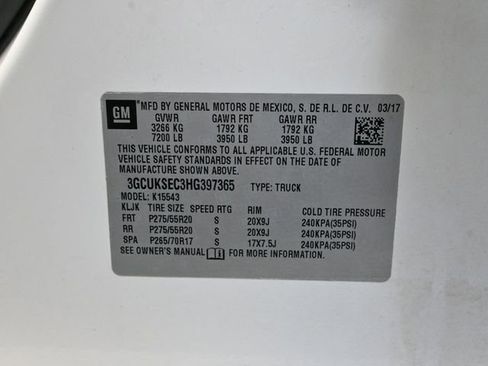 GM MFD BY GENERAL MOTORS DE MEXICO, S. DE R.L. DE C.V. 03/17
GVWR GAWR FRT GAWR RR
3266 KG 1792 KG 1792 KG
7200 LB 3950 LB 3950 LB
THIS VEHICLE CONFORMS TO ALL APPLICABLE U.S. FEDERAL MOTOR
VEHICLE SAFETY STANDARDS IN EFFECT ON THE DATE OF
MANUFACTURE SHOWN ABOVE.
3GCUKSEC3HG397365 TYPE: TRUCK
MODEL: K15543
KLJK TIRE SIZE SPEED RTG RIM COLD TIRE PRESSURE
FRT P275/55R20 S 20X9J 240KPA(35PSI)
RR P275/55R20 S 20X9J 240KPA(35PSI)
SPA P265/70R17 S 17X7.5J 240KPA(35PSI)
SEE OWNER'S MANUAL FOR MORE INFORMATION.